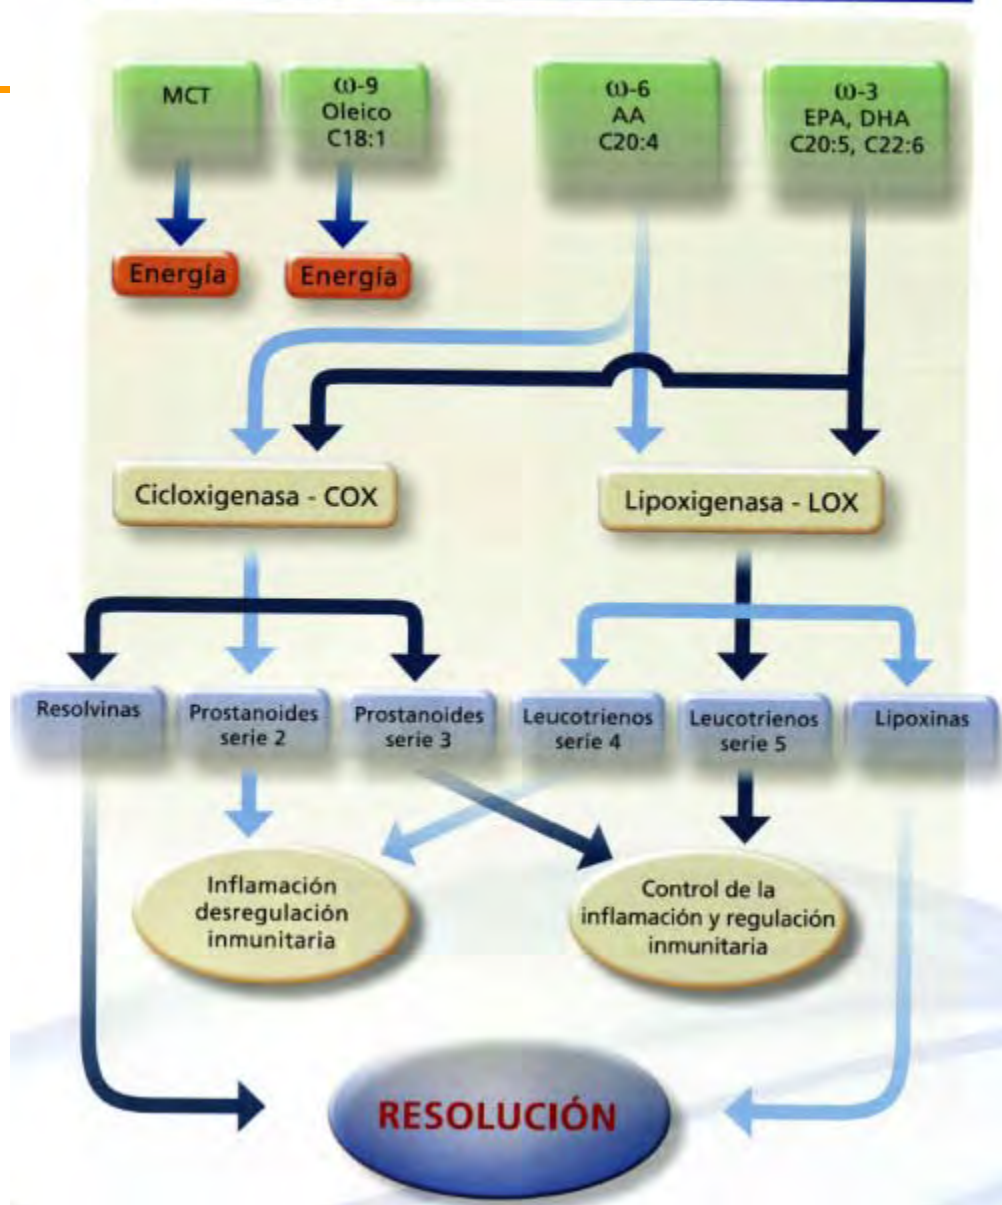 MCT
ω-9
Oleico
C18:1
ω-6
AA
C20:4
ω-3
EPA, DHA
C20:5, C22:6
Energía
Energía
Cicloxigenasa - COX
Lipoxigenasa - LOX
Resolvinas
Prostanoides
serie 2
Prostanoides
serie 3
Leucotrienos
serie 4
Leucotrienos
serie 5
Lipoxinas
Inflamación
desregulación
inmunitaria
Control de la
inflamación y regulación
inmunitaria
RESOLUCIÓN